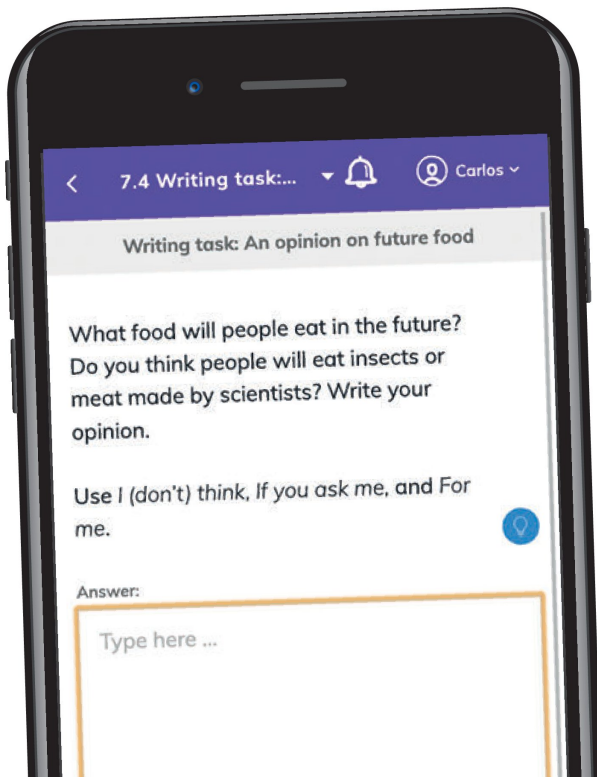 7.4 Writing task:... Carlos
Writing task: An opinion on future food
What food will people eat in the future?
Do you think people will eat insects or
meat made by scientists? Write your
opinion.
Use I (don't) think, If you ask me, and For
me.
Answer:
Type here ...